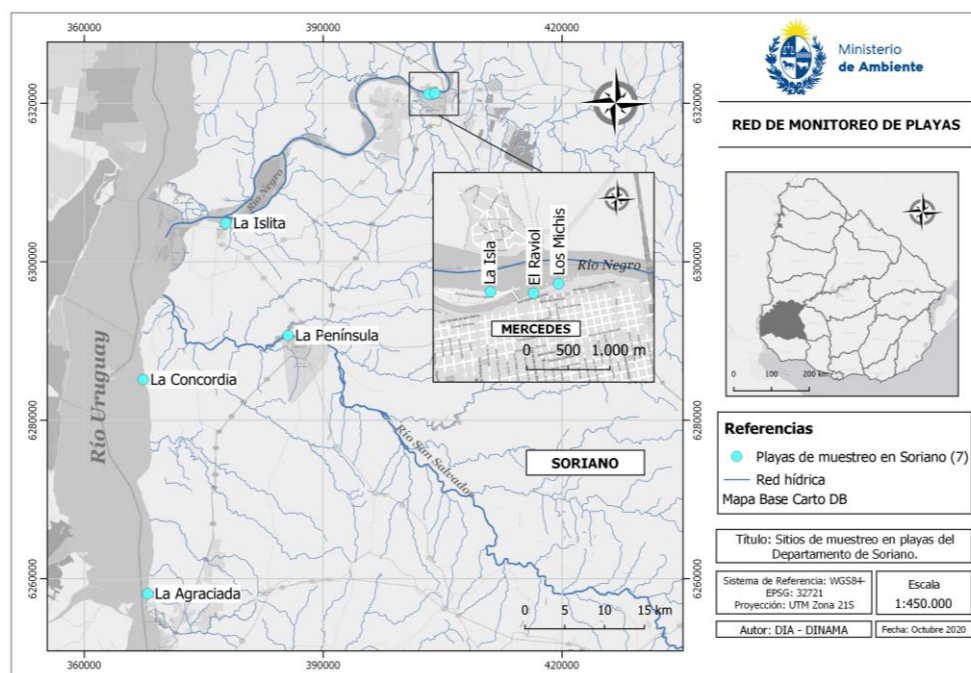 360000
390000
420000
6320000
6320000
Río Negro
La Islita
6300000
6300000
La Isla
El Raviol
Los Michis
Río Negro
MERCEDES
0 500 1.000 m
La Península
La Concordia
Río Uruguay
6280000
6280000
Río San Salvador
SORIANO
6260000
6260000
La Agraciada
0 5 10 15 km
360000
390000
420000
Ministerio
de Ambiente
RED DE MONITOREO DE PLAYAS
0 100 200 km
Referencias
Playas de muestreo en Soriano (7)
Red hídrica
Mapa Base Carto DB
Título: Sitios de muestreo en playas del
Departamento de Soriano.
Sistema de Referencia: WGS84-
EPSG: 32721
Proyección: UTM Zona 21S
Escala
1:450.000
Autor: DIA - DINAMA
Fecha: Octubre 2020